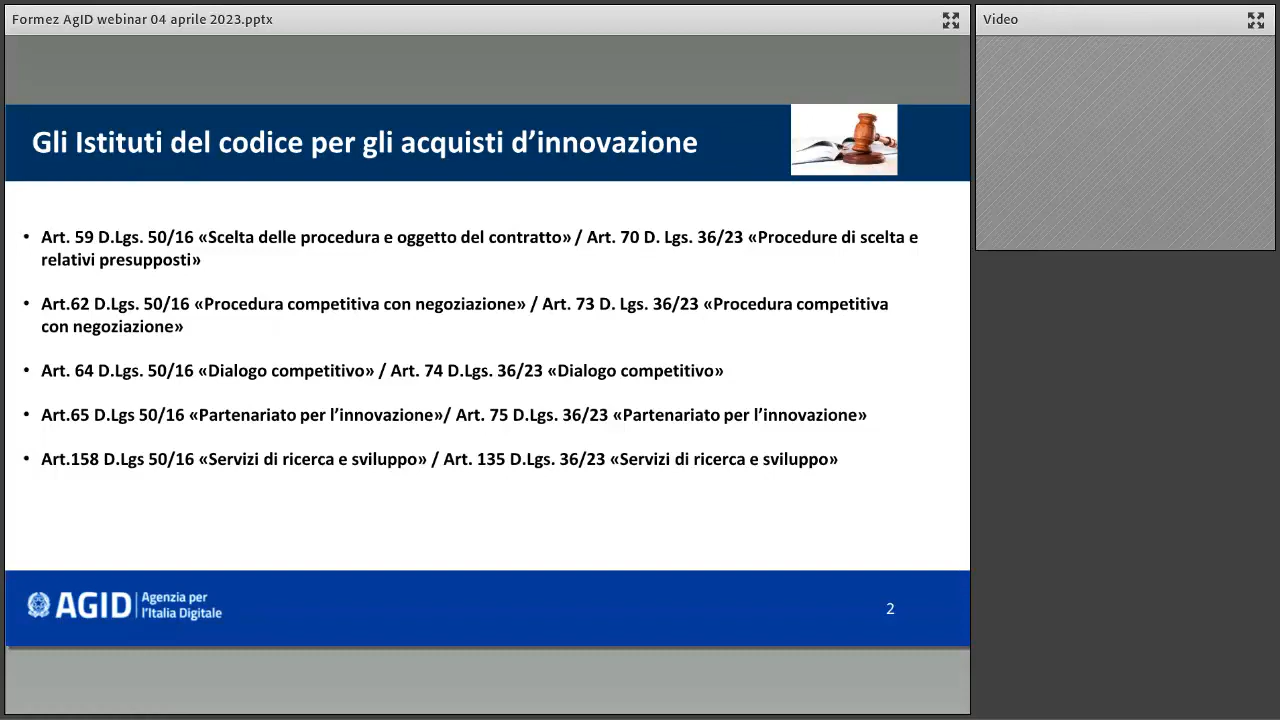 Formez AgID webinar 04 aprile 2023.pptx
Video
Gli Istituti del codice per gli acquisti d’innovazione
• Art. 59 D.Lgs. 50/16 «Scelta delle procedura e oggetto del contratto» / Art. 70 D. Lgs. 36/23 «Procedure di scelta e
relativi presupposti»
• Art.62 D.Lgs. 50/16 «Procedura competitiva con negoziazione» / Art. 73 D. Lgs. 36/23 «Procedura competitiva
con negoziazione»
• Art. 64 D.Lgs. 50/16 «Dialogo competitivo» / Art. 74 D.Lgs. 36/23 «Dialogo competitivo»
• Art.65 D.Lgs 50/16 «Partenariato per l’innovazione»/ Art. 75 D.Lgs. 36/23 «Partenariato per l’innovazione»
• Art.158 D.Lgs 50/16 «Servizi di ricerca e sviluppo» / Art. 135 D.Lgs. 36/23 «Servizi di ricerca e sviluppo»
AGID
Agenzia per
l’Italia Digitale
2